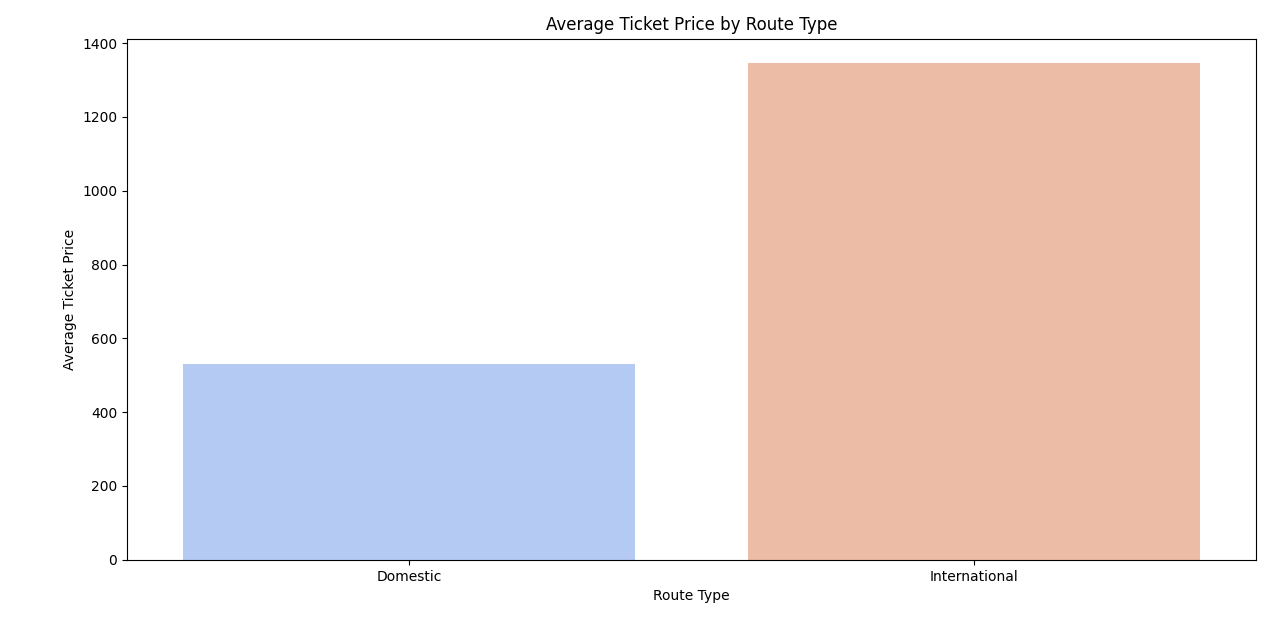 Average Ticket Price by Route Type
1400
1200
1000
800
600
400
200
0
Average Ticket Price
Domestic
International
Route Type